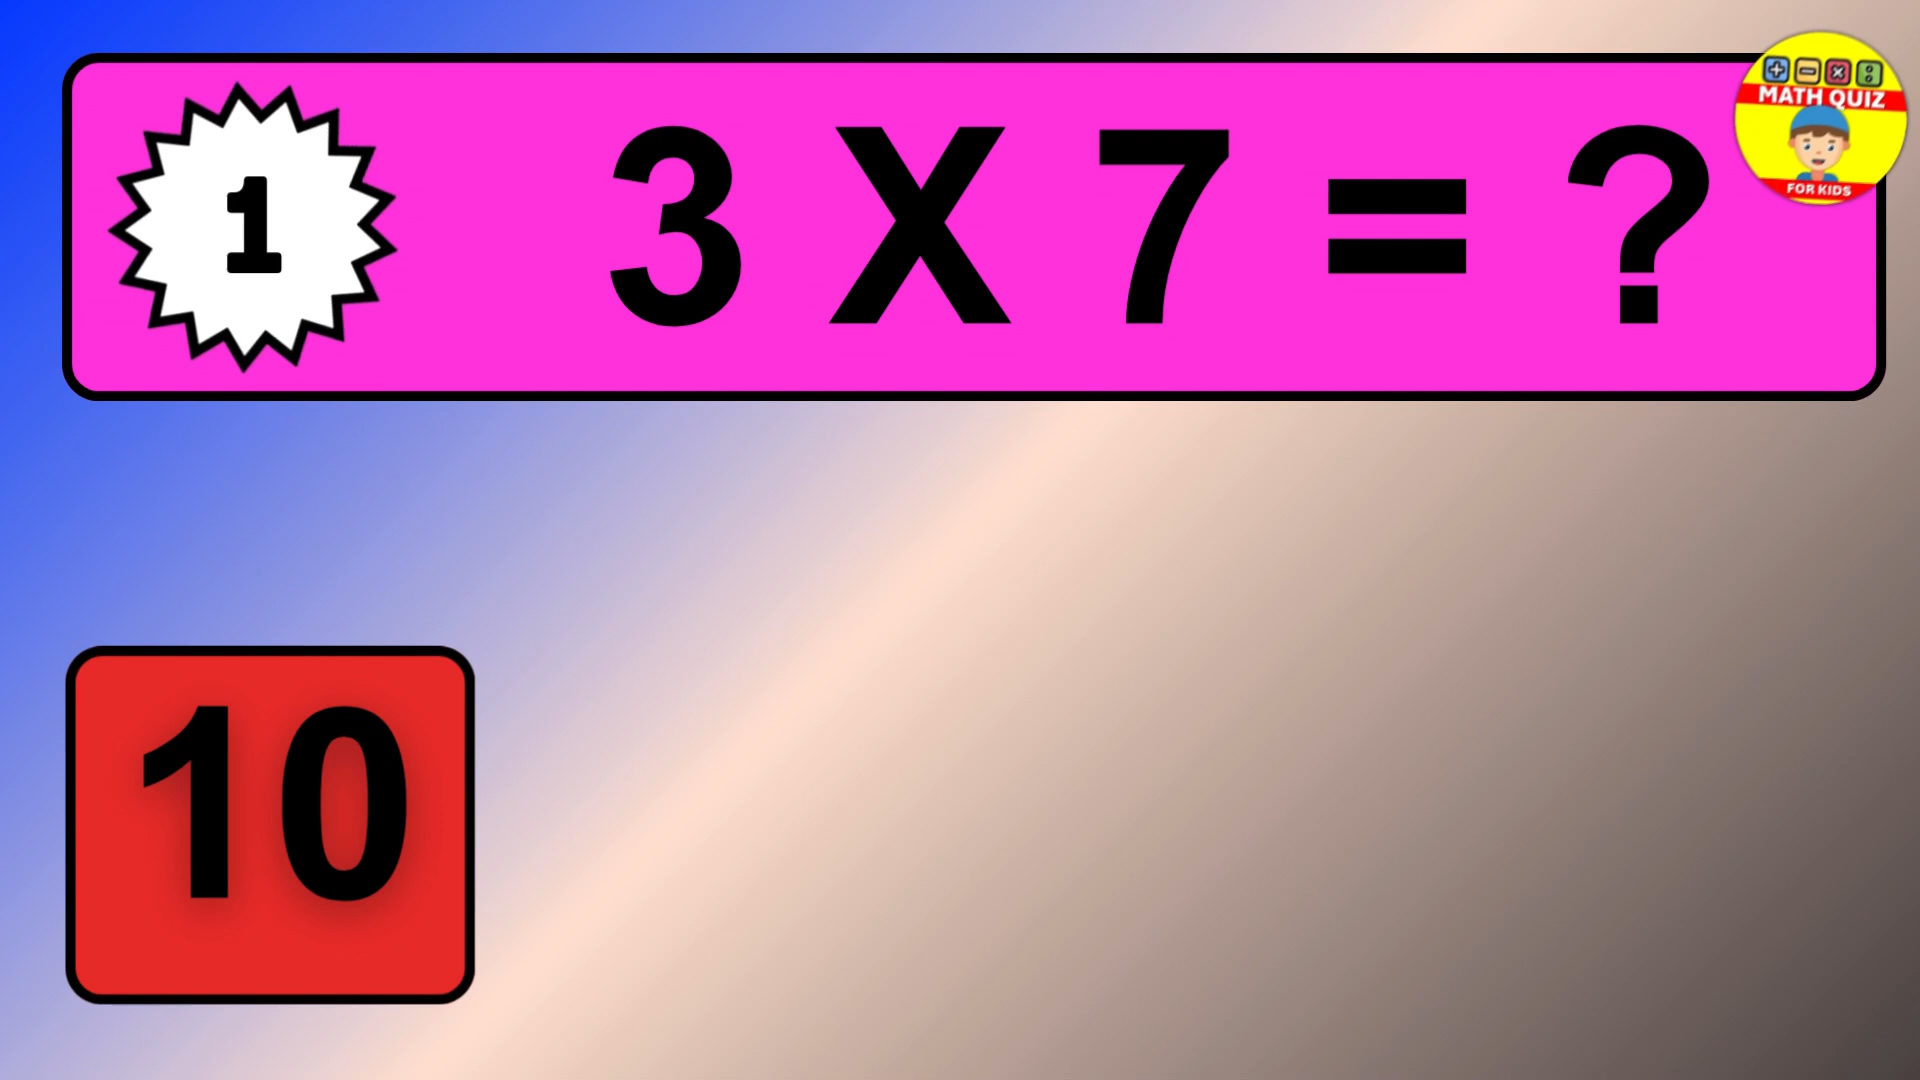 1
3 X 7 = ?
+ - × :
MATH QUIZ
FOR KIDS
10